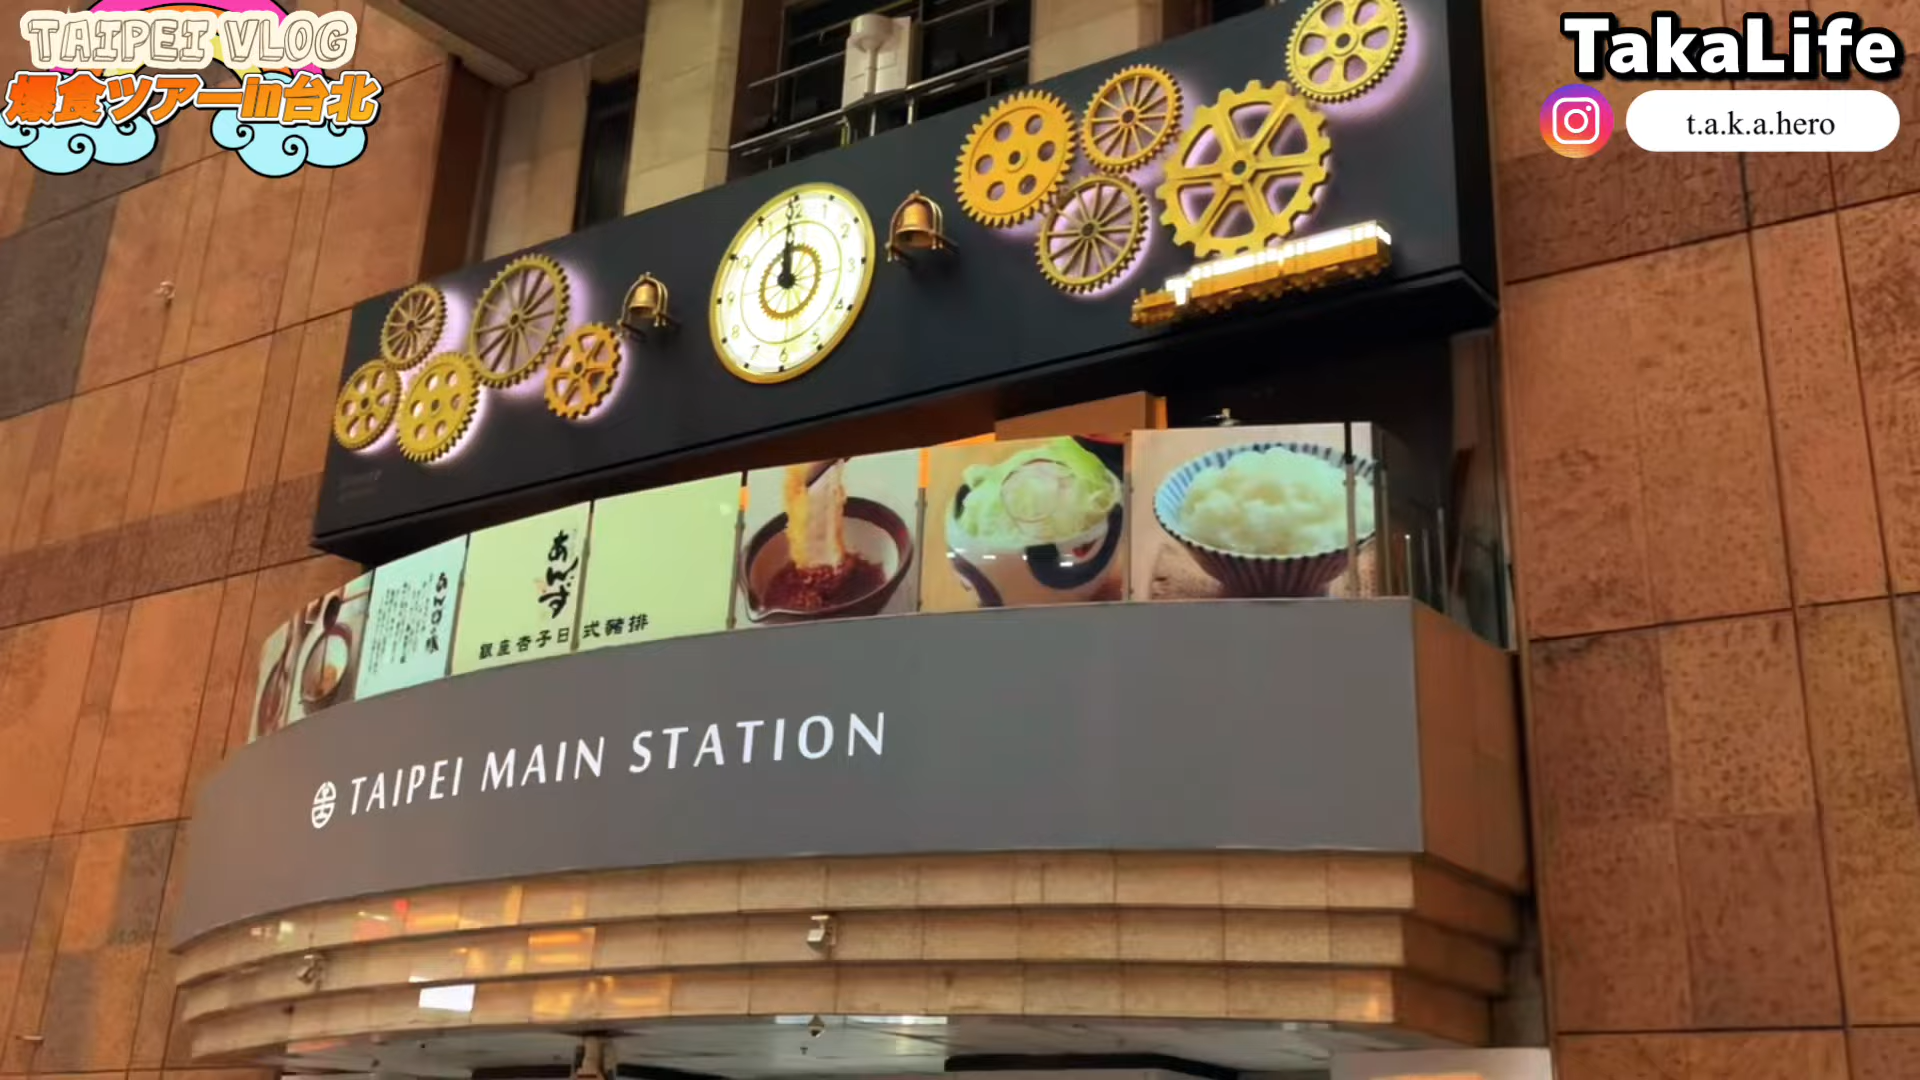 TAIPEI VLOG
爆食ツアーin台北
TakaLife
t.a.k.a.hero
あんず
銀座杏子日式豬排
TAIPEI MAIN STATION